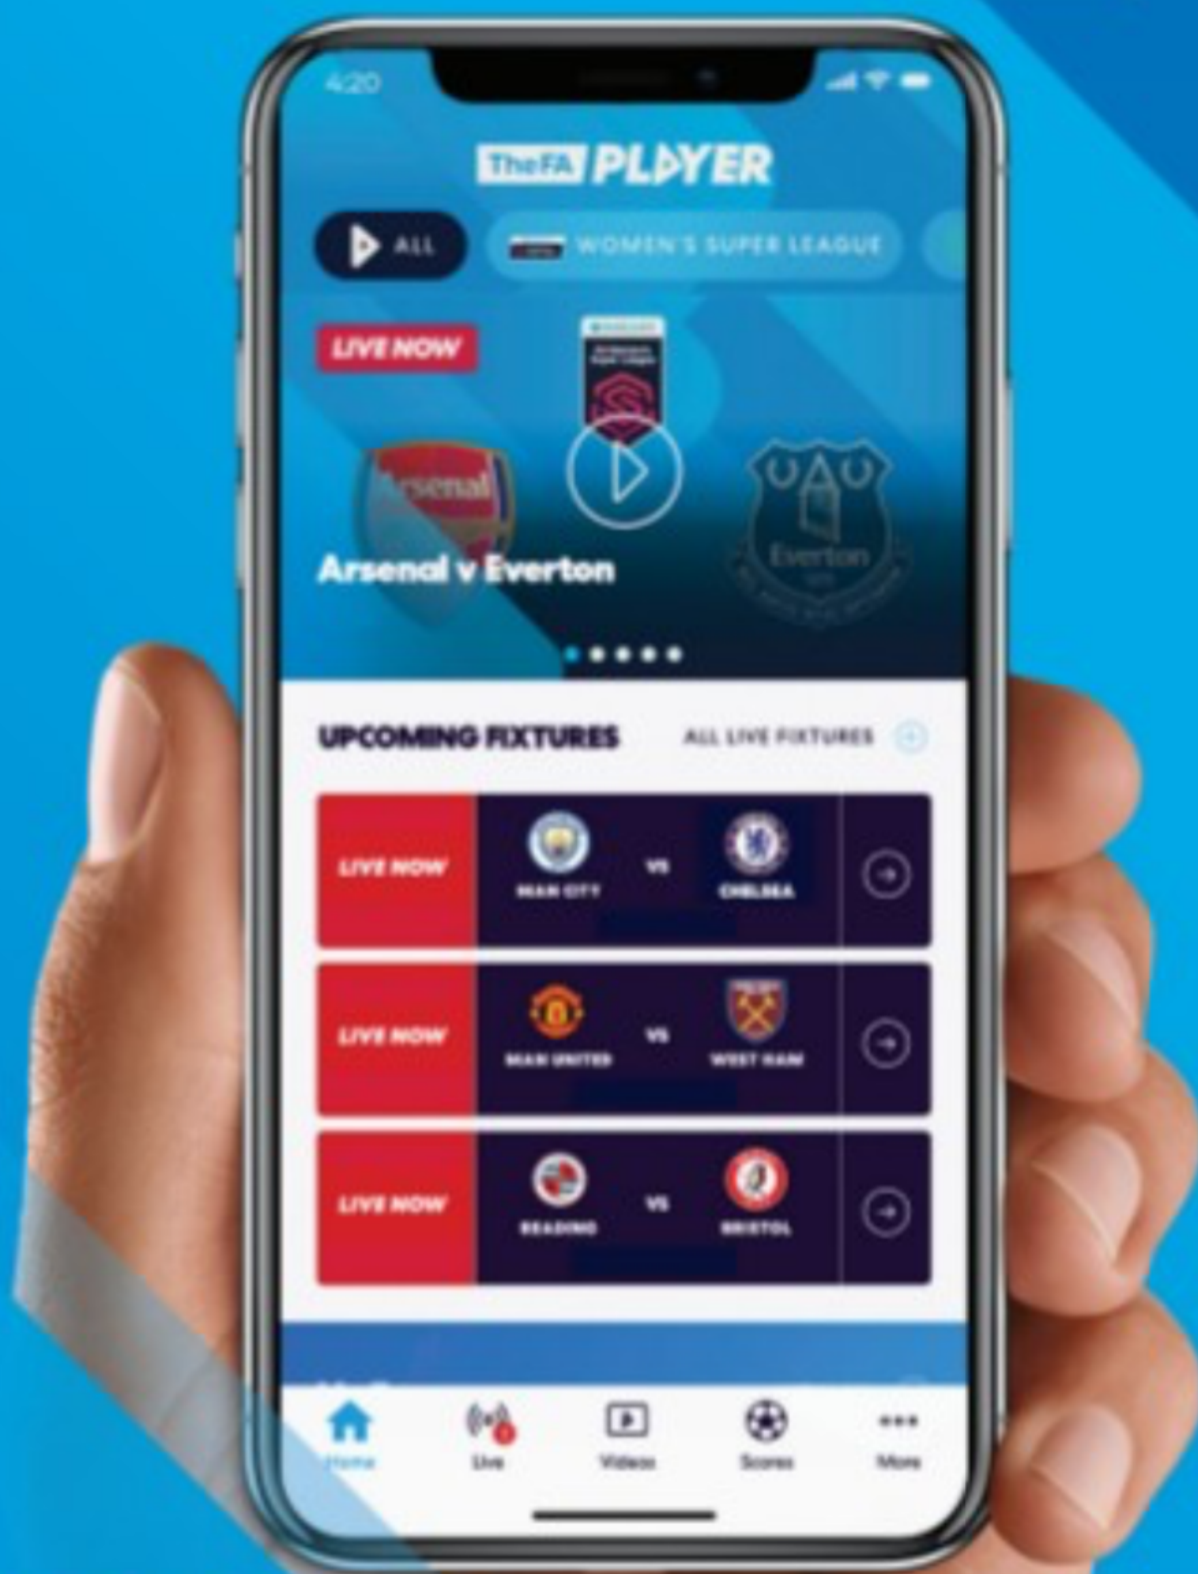 4:20
TheFA PLAYER
ALL
WOMEN'S SUPER LEAGUE
LIVE NOW
Arsenal
Everton
Arsenal v Everton
UPCOMING FIXTURES
ALL LIVE FIXTURES
LIVE NOW
MAN CITY
VS
CHELSEA
LIVE NOW
MAN UNITED
VS
WEST HAM
LIVE NOW
READING
VS
BRISTOL
Home
Live
Videos
Scores
More